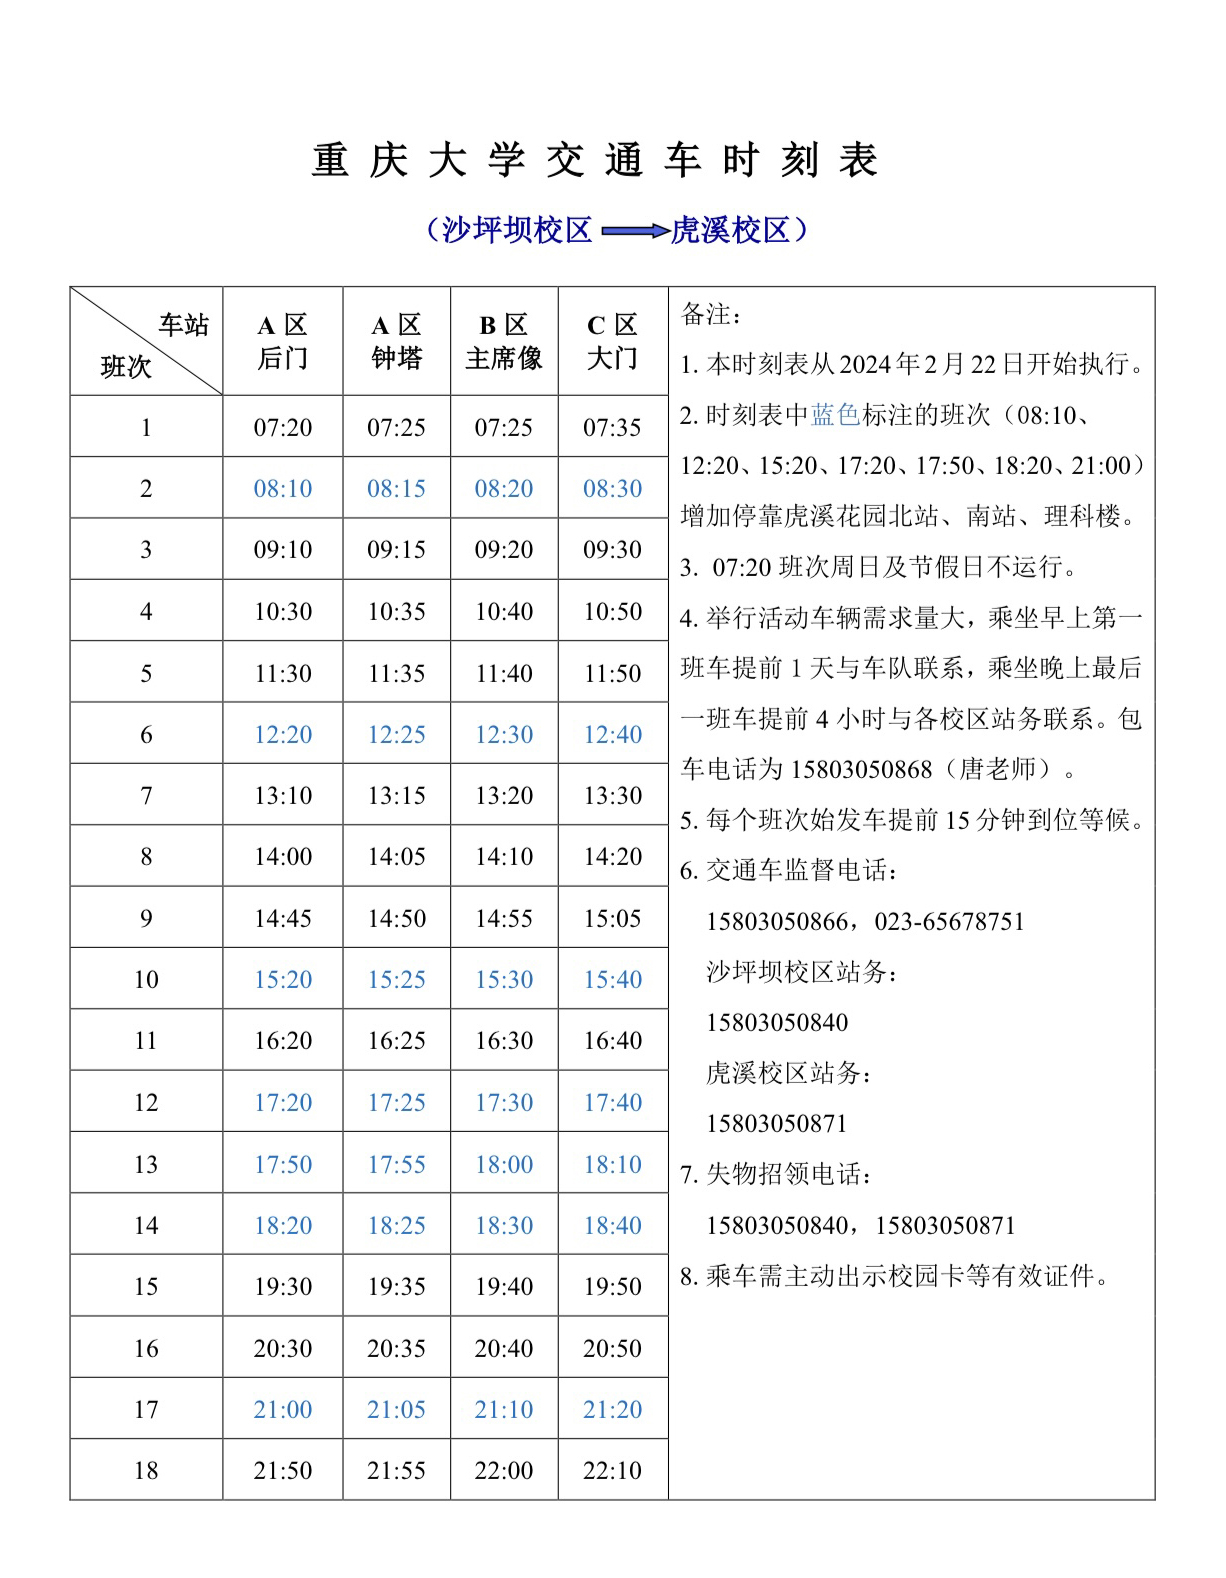 重庆大学交通车时刻表
（沙坪坝校区 虎溪校区）
车站
班次
A 区 后门
A 区 钟塔
B 区 主席像
C 区 大门
1 07:20 07:25 07:25 07:35
2 08:10 08:15 08:20 08:30
3 09:10 09:15 09:20 09:30
4 10:30 10:35 10:40 10:50
5 11:30 11:35 11:40 11:50
6 12:20 12:25 12:30 12:40
7 13:10 13:15 13:20 13:30
8 14:00 14:05 14:10 14:20
9 14:45 14:50 14:55 15:05
10 15:20 15:25 15:30 15:40
11 16:20 16:25 16:30 16:40
12 17:20 17:25 17:30 17:40
13 17:50 17:55 18:00 18:10
14 18:20 18:25 18:30 18:40
15 19:30 19:35 19:40 19:50
16 20:30 20:35 20:40 20:50
17 21:00 21:05 21:10 21:20
18 21:50 21:55 22:00 22:10
备注：
1. 本时刻表从2024年2月22日开始执行。
2. 时刻表中蓝色标注的班次（08:10、
12:20、15:20、17:20、17:50、18:20、21:00）
增加停靠虎溪花园北站、南站、理科楼。
3. 07:20 班次周日及节假日不运行。
4. 举行活动车辆需求量大，乘坐早上第一
班车提前 1 天与车队联系，乘坐晚上最后
一班车提前 4 小时与各校区站务联系。包
车电话为 15803050868（唐老师）。
5. 每个班次始发车提前15分钟到位等候。
6. 交通车监督电话：
15803050866，023-65678751
沙坪坝校区站务：
15803050840
虎溪校区站务：
15803050871
7. 失物招领电话：
15803050840，15803050871
8. 乘车需主动出示校园卡等有效证件。